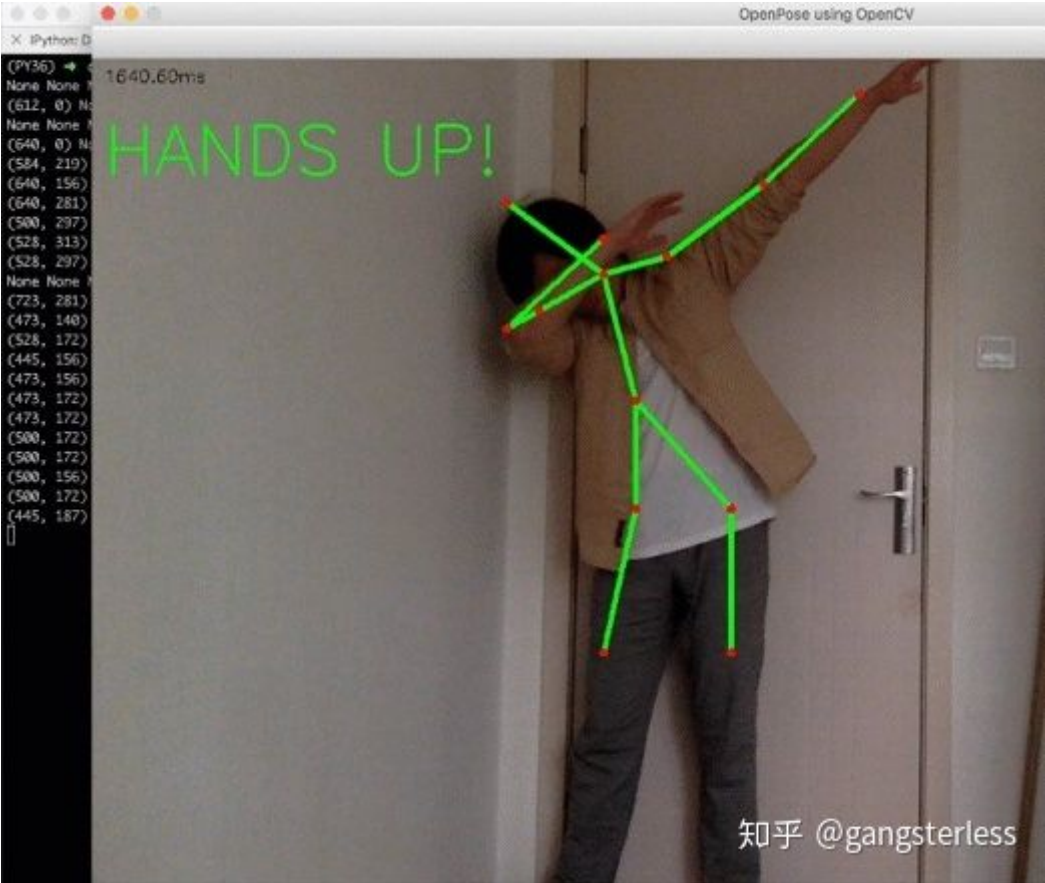 OpenPose using OpenCV
IPython: D
(PY36) ➜
None None
(612, 0) No
None None
(640, 0) No
(584, 219)
(640, 156)
(640, 281)
(500, 297)
(528, 313)
(528, 297)
None None
(723, 281)
(473, 140)
(528, 172)
(445, 156)
(473, 156)
(473, 172)
(473, 172)
(500, 172)
(500, 172)
(500, 156)
(500, 172)
(445, 187)
1640.60ms
HANDS UP!
知乎 @gangsterless